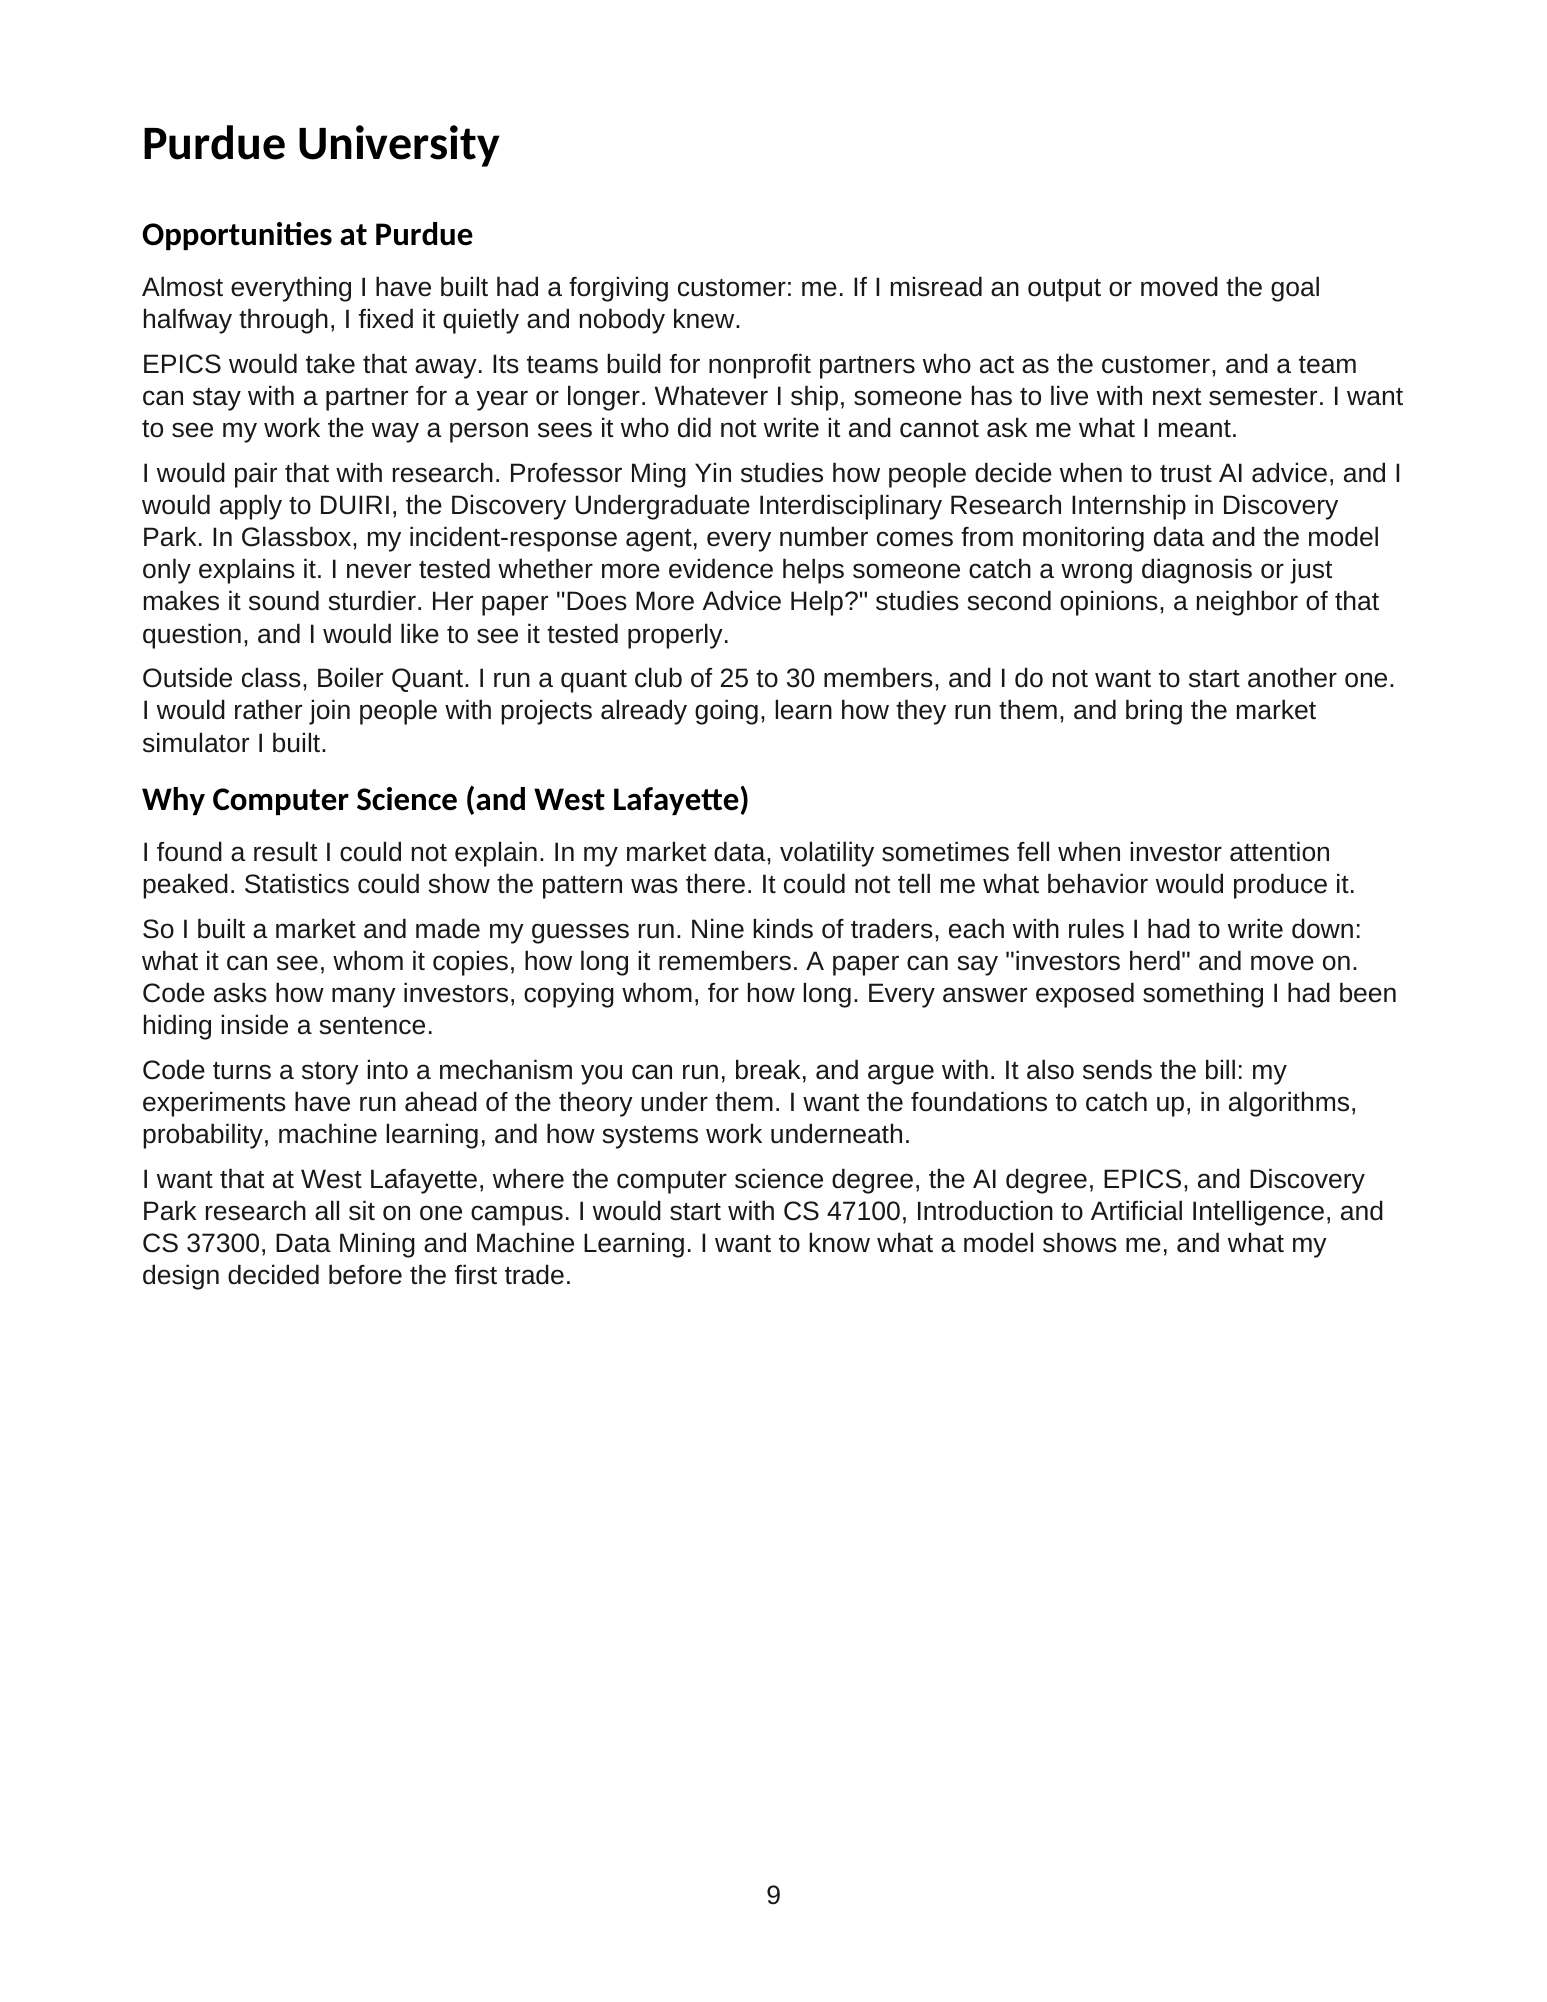 Purdue University
Opportunities at Purdue
Almost everything I have built had a forgiving customer: me. If I misread an output or moved the goal
halfway through, I fixed it quietly and nobody knew.
EPICS would take that away. Its teams build for nonprofit partners who act as the customer, and a team
can stay with a partner for a year or longer. Whatever I ship, someone has to live with next semester. I want
to see my work the way a person sees it who did not write it and cannot ask me what I meant.
I would pair that with research. Professor Ming Yin studies how people decide when to trust AI advice, and I
would apply to DUIRI, the Discovery Undergraduate Interdisciplinary Research Internship in Discovery
Park. In Glassbox, my incident-response agent, every number comes from monitoring data and the model
only explains it. I never tested whether more evidence helps someone catch a wrong diagnosis or just
makes it sound sturdier. Her paper "Does More Advice Help?" studies second opinions, a neighbor of that
question, and I would like to see it tested properly.
Outside class, Boiler Quant. I run a quant club of 25 to 30 members, and I do not want to start another one.
I would rather join people with projects already going, learn how they run them, and bring the market
simulator I built.
Why Computer Science (and West Lafayette)
I found a result I could not explain. In my market data, volatility sometimes fell when investor attention
peaked. Statistics could show the pattern was there. It could not tell me what behavior would produce it.
So I built a market and made my guesses run. Nine kinds of traders, each with rules I had to write down:
what it can see, whom it copies, how long it remembers. A paper can say "investors herd" and move on.
Code asks how many investors, copying whom, for how long. Every answer exposed something I had been
hiding inside a sentence.
Code turns a story into a mechanism you can run, break, and argue with. It also sends the bill: my
experiments have run ahead of the theory under them. I want the foundations to catch up, in algorithms,
probability, machine learning, and how systems work underneath.
I want that at West Lafayette, where the computer science degree, the AI degree, EPICS, and Discovery
Park research all sit on one campus. I would start with CS 47100, Introduction to Artificial Intelligence, and
CS 37300, Data Mining and Machine Learning. I want to know what a model shows me, and what my
design decided before the first trade.
9